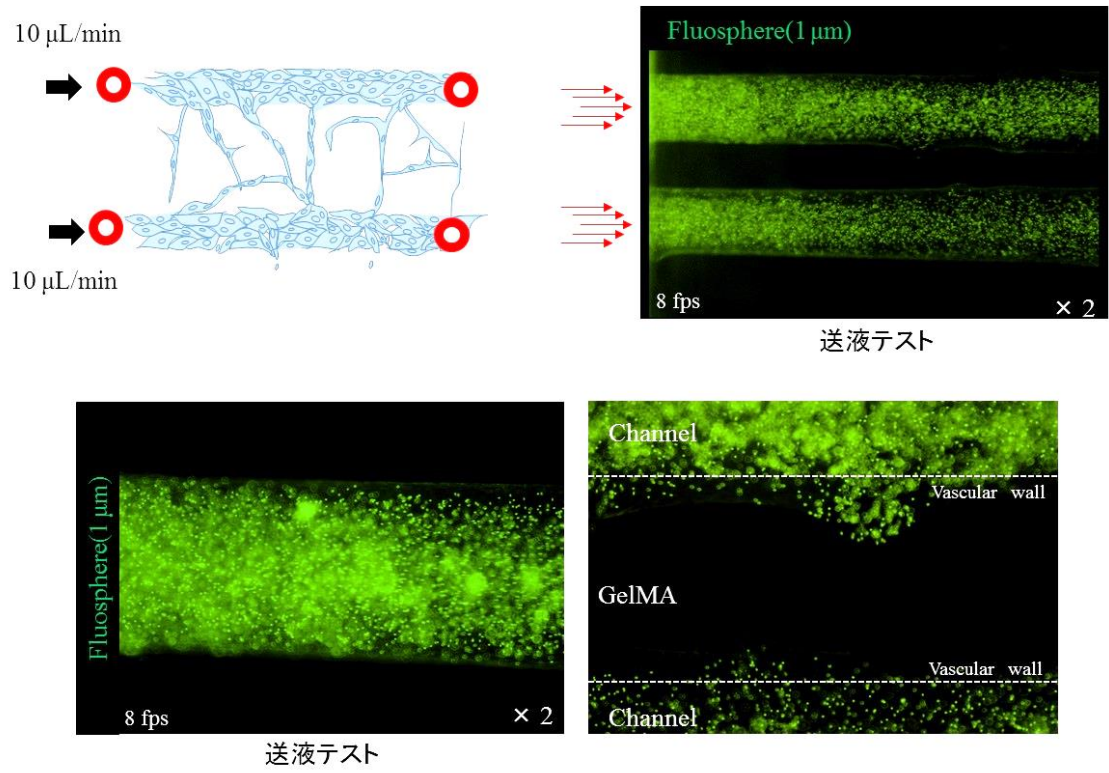 10 μL/min
10 μL/min
Fluosphere(1 μm)
8 fps
× 2
送液テスト
Fluosphere(1 μm)
8 fps
× 2
送液テスト
Channel
Vascular wall
GelMA
Vascular wall
Channel